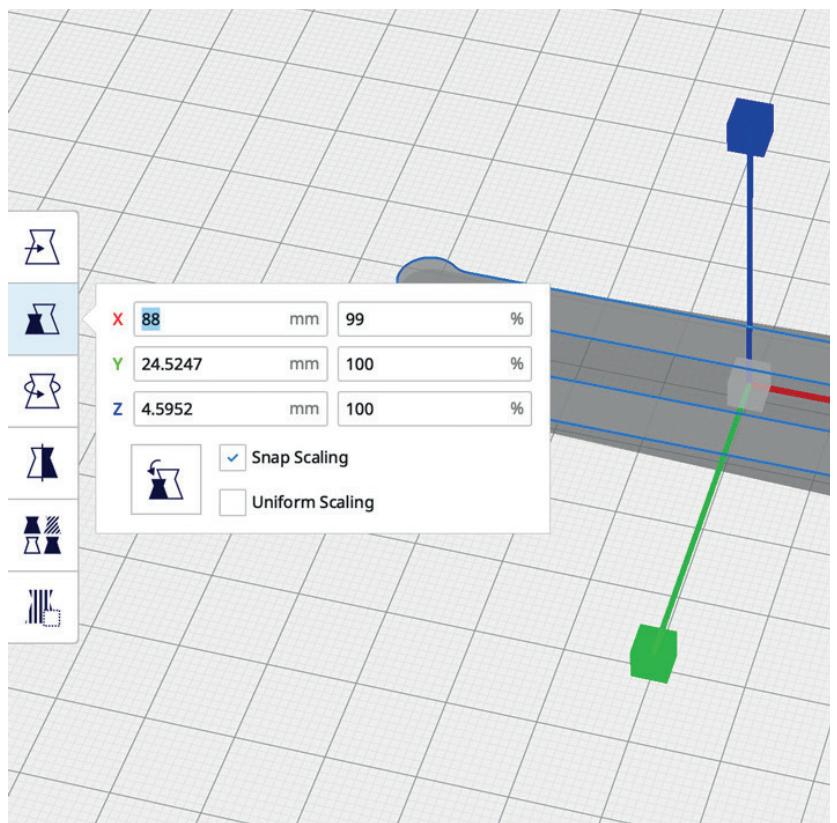 X 88 mm 99 %
Y 24.5247 mm 100 %
Z 4.5952 mm 100 %
Snap Scaling
Uniform Scaling